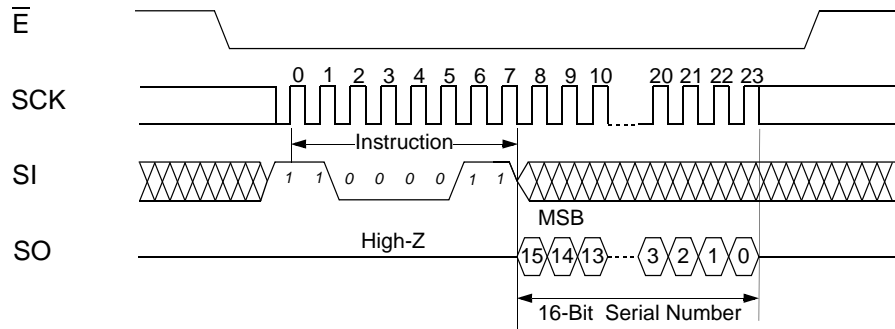 E
SCK
0 1 2 3 4 5 6 7 8 9 10 20 21 22 23
Instruction
SI
1 1 0 0 0 0 1 1
MSB
SO
High-Z
15 14 13 3 2 1 0
16-Bit Serial Number